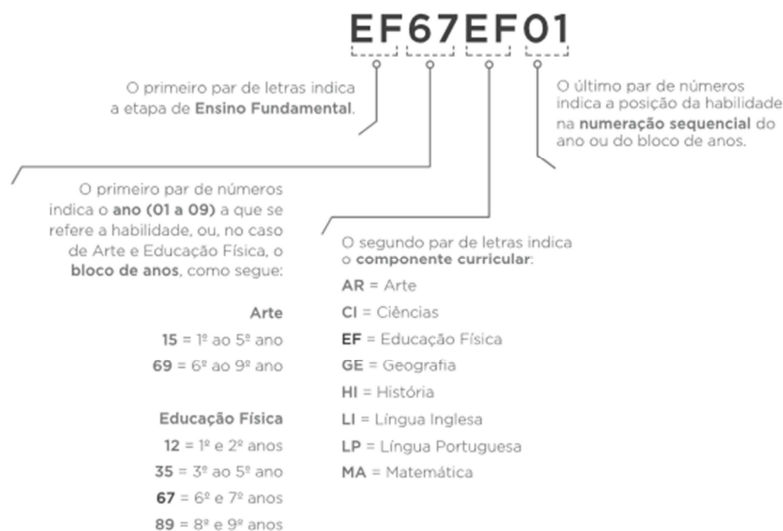 EF67EF01
O primeiro par de letras indica
a etapa de Ensino Fundamental.
O último par de números
indica a posição da habilidade
na numeração sequencial do
ano ou do bloco de anos.
O primeiro par de números
indica o ano (01 a 09) a que se
refere a habilidade, ou, no caso
de Arte e Educação Física, o
bloco de anos, como segue:
Arte
15 = 1º ao 5º ano
69 = 6º ao 9º ano
Educação Física
12 = 1º e 2º anos
35 = 3º ao 5º ano
67 = 6º e 7º anos
89 = 8º e 9º anos
O segundo par de letras indica
o componente curricular:
AR = Arte
CI = Ciências
EF = Educação Física
GE = Geografia
HI = História
LI = Língua Inglesa
LP = Língua Portuguesa
MA = Matemática